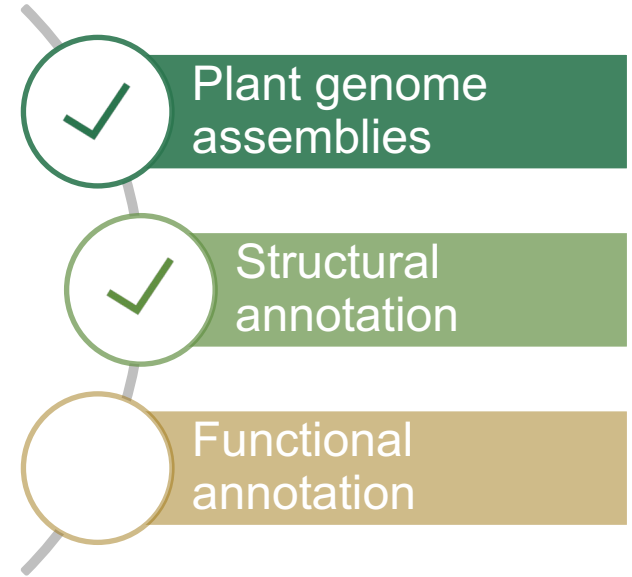 Plant genome
assemblies
Structural
annotation
Functional
annotation